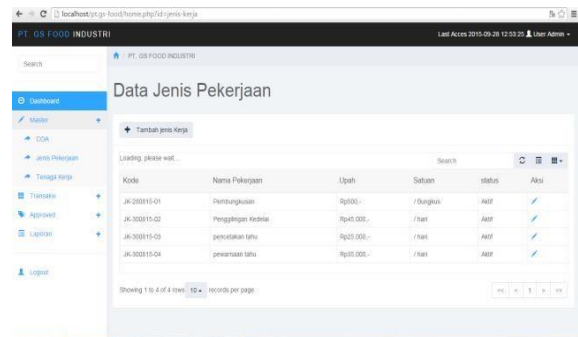 localhost/pt.gs-food/home.php?id=jenis-kerja
PT. GS FOOD INDUSTRI
Last Acces 2015-09-28 12:53:25 User Admin
Search
PT. GS FOOD INDUSTRI
Dashboard
Master +
COA
Jenis Pekerjaan
Tenaga Kerja
Transaksi +
Approved +
Laporan +
Logout
Data Jenis Pekerjaan
+ Tambah jenis Kerja
Loading, please wait...
Search
Kode Nama Pekerjaan Upah Satuan status Aksi
JK-280815-01 Pembungkusan Rp500,- / Bungkus Aktif
JK-300815-02 Penggilingan Kedelai Rp45.000,- / hari Aktif
JK-300815-03 pencetakan tahu Rp25.000,- / hari Aktif
JK-300815-04 pewarnaan tahu Rp35.000,- / hari Aktif
Showing 1 to 4 of 4 rows 10 records per page
<< < 1 > >>